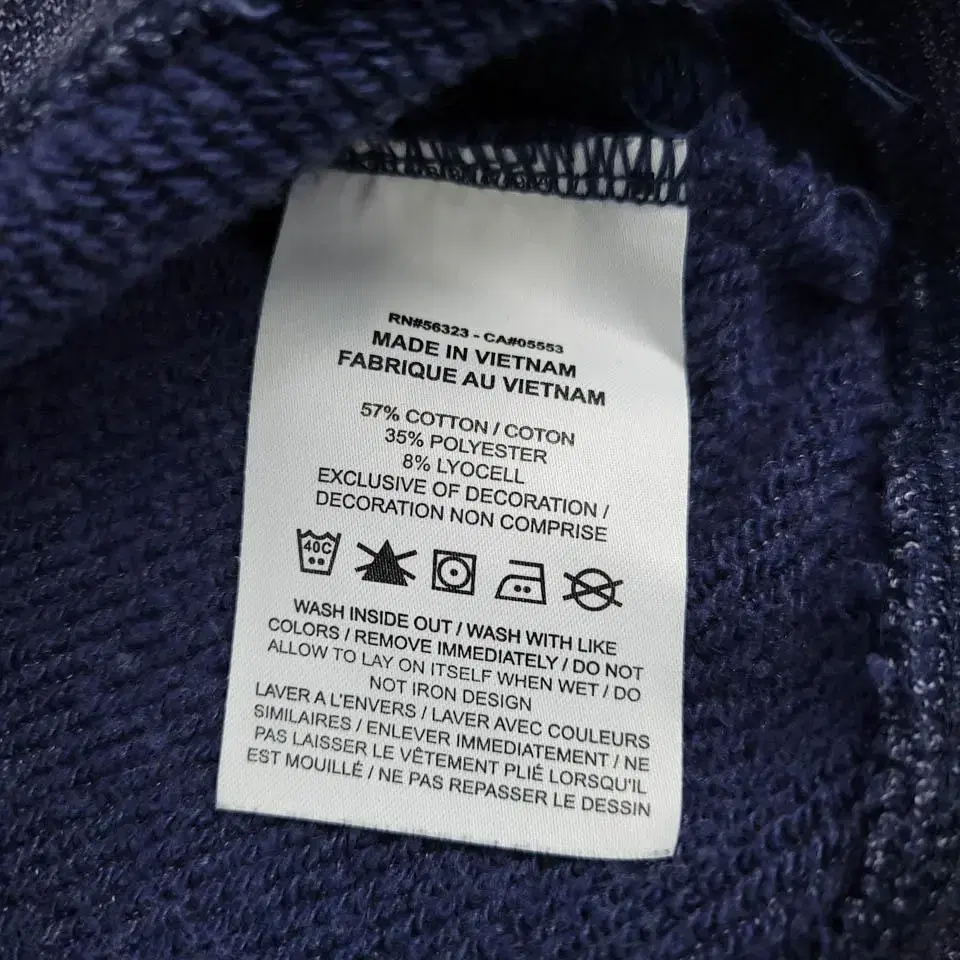 RN#56323 - CA#05553
MADE IN VIETNAM
FABRIQUE AU VIETNAM
57% COTTON / COTON
35% POLYESTER
8% LYOCELL
EXCLUSIVE OF DECORATION /
DECORATION NON COMPRISE
40C
WASH INSIDE OUT / WASH WITH LIKE
COLORS / REMOVE IMMEDIATELY / DO NOT
ALLOW TO LAY ON ITSELF WHEN WET / DO
NOT IRON DESIGN
LAVER A L'ENVERS / LAVER AVEC COULEURS
SIMILAIRES / ENLEVER IMMEDIATEMENT / NE
PAS LAISSER LE VÊTEMENT PLIÉ LORSQU'IL
EST MOUILLÉ / NE PAS REPASSER LE DESSIN